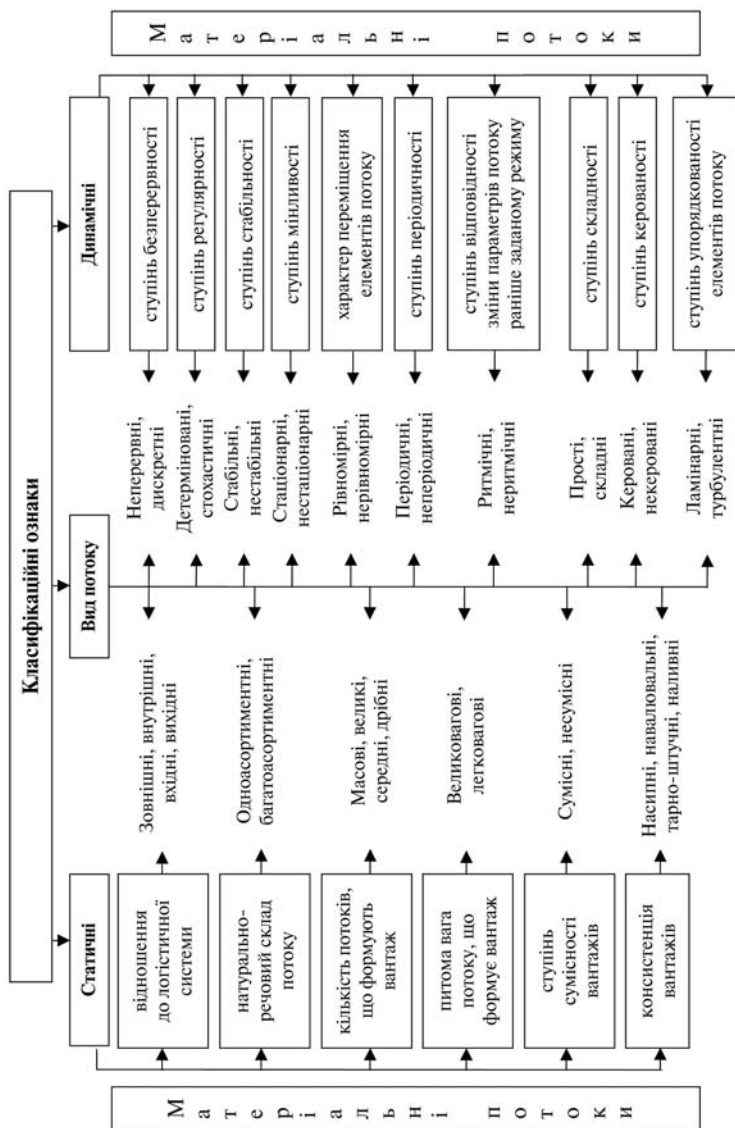 Класифікаційні ознаки
Статичні
Вид потоку
Динамічні
Матеріальні потоки
відношення
до логістичної
системи
Зовнішні, внутрішні,
вхідні, вихідні
натурально-
речовий склад
потоку
Одноасортиментні,
багатоасортиментні
кількість потоків,
що формують
вантаж
Масові, великі,
середні, дрібні
питома вага
потоку, що
формує вантаж
Великовагові,
легковагові
ступінь
сумісності
вантажів
Сумісні, несумісні
консистенція
вантажів
Насипні, навалювальні,
тарно-штучні, наливні
Неперервні,
дискретні
ступінь безперервності
Детерміновані,
стохастичні
ступінь регулярності
Стабільні,
нестабільні
ступінь стабільності
Стаціонарні,
нестаціонарні
ступінь мінливості
Рівномірні,
нерівномірні
характер переміщення
елементів потоку
Періодичні,
неперіодичні
ступінь періодичності
Ритмічні,
неритмічні
ступінь відповідності
зміни параметрів потоку
раніше заданому режиму
Прості,
складні
ступінь складності
Керовані,
некеровані
ступінь керованості
Ламінарні,
турбулентні
ступінь упорядкованості
елементів потоку
Матеріальні потоки